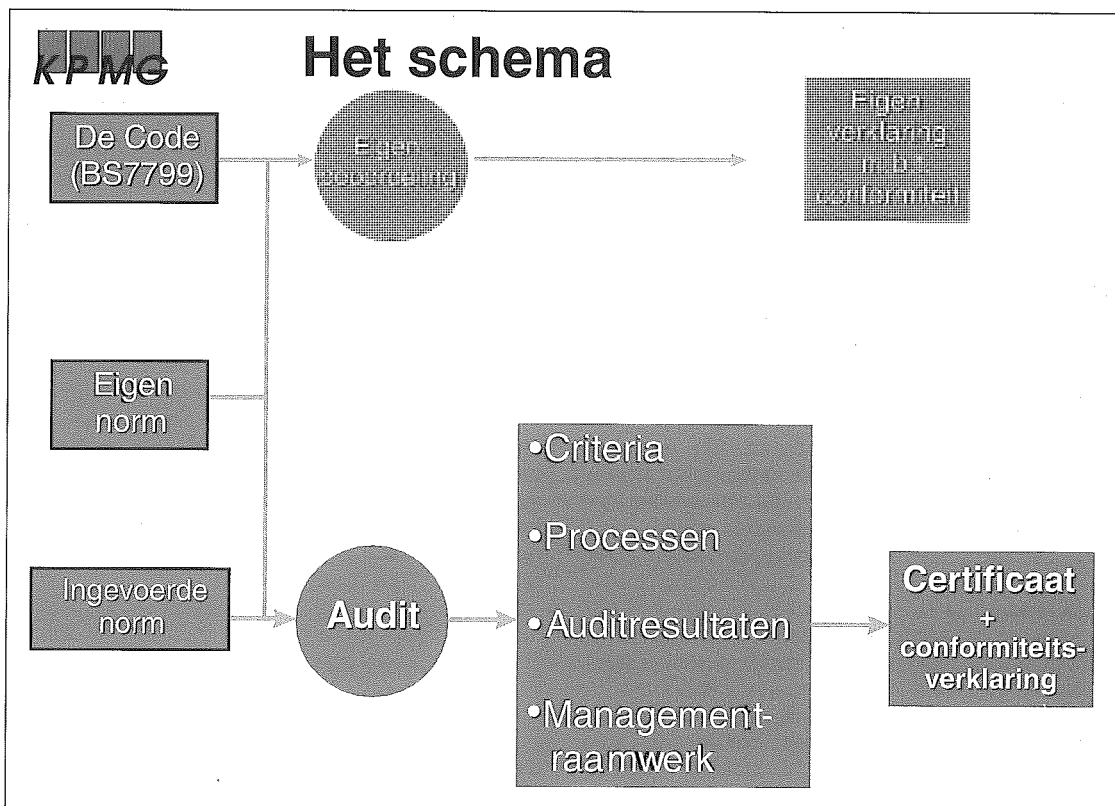 KPMG
Het schema
De Code
(BS7799)
Eigen
beoordeling
Eigen
verklaring
m.b.t.
conformiteit
Eigen
norm
Ingevoerde
norm
Audit
•Criteria
•Processen
•Auditresultaten
•Management-
raamwerk
Certificaat
+
conformiteits-
verklaring